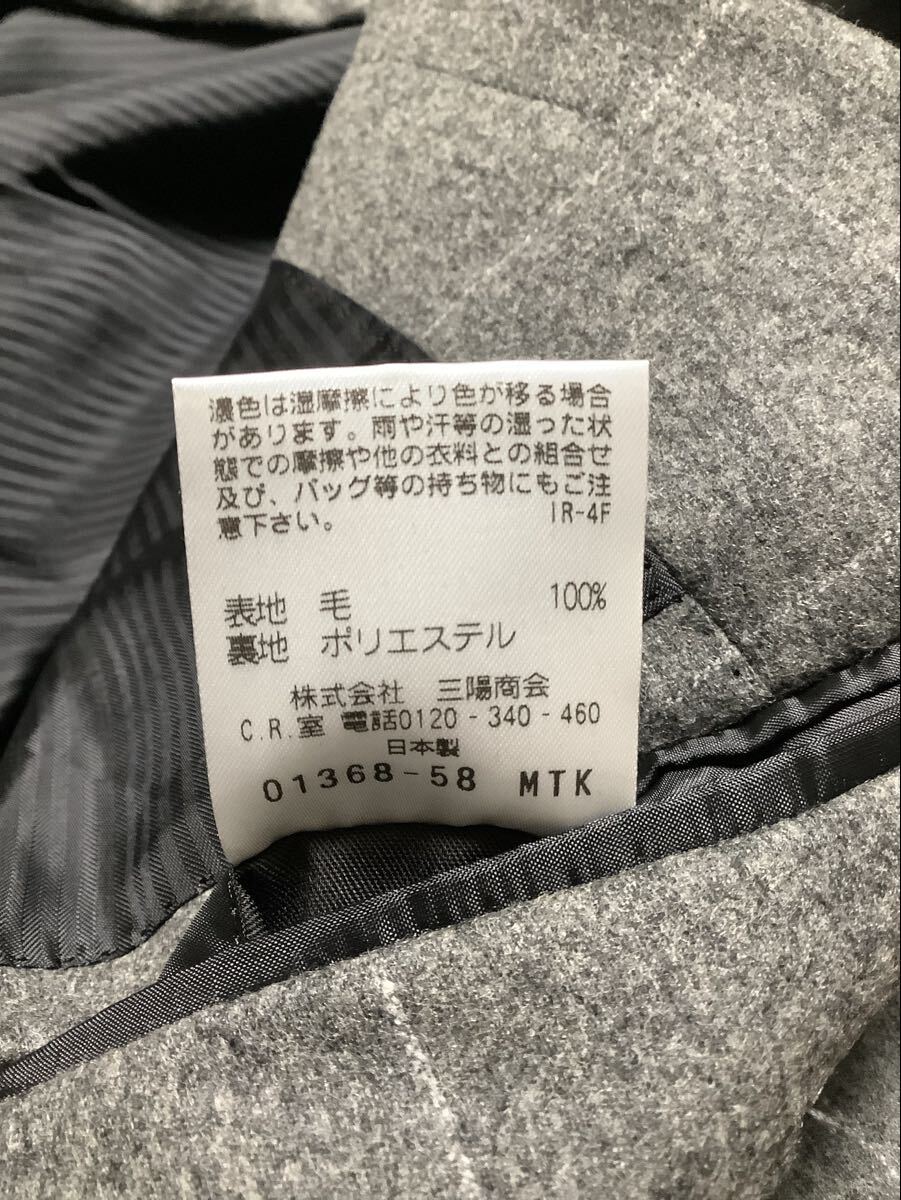 濃色は湿摩擦により色が移る場合
があります。雨や汗等の湿った状
態での摩擦や他の衣料との組合せ
及び、バッグ等の持ち物にもご注
意下さい。 IR-4F
表地 毛 100%
裏地 ポリエステル
株式会社 三陽商会
C.R.室 電話0120-340-460
日本製
01368-58 MTK